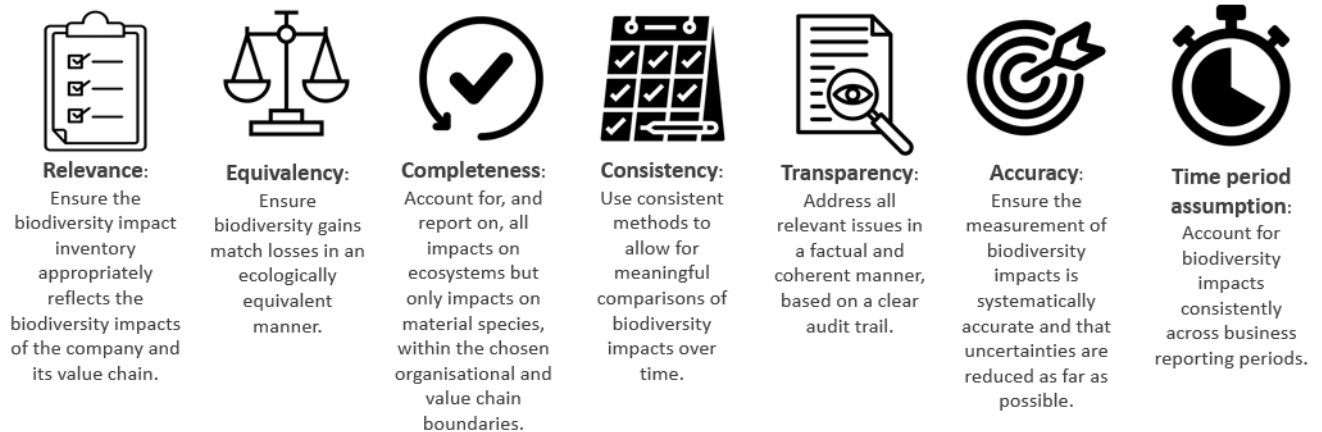 Relevance:
Ensure the
biodiversity impact
inventory
appropriately
reflects the
biodiversity impacts
of the company and
its value chain.
Equivalency:
Ensure
biodiversity gains
match losses in an
ecologically
equivalent
manner.
Completeness:
Account for, and
report on, all
impacts on
ecosystems but
only impacts on
material species,
within the chosen
organisational and
value chain
boundaries.
Consistency:
Use consistent
methods to
allow for
meaningful
comparisons of
biodiversity
impacts over
time.
Transparency:
Address all
relevant issues in
a factual and
coherent manner,
based on a clear
audit trail.
Accuracy:
Ensure the
measurement of
biodiversity
impacts is
systematically
accurate and that
uncertainties are
reduced as far as
possible.
Time period
assumption:
Account for
biodiversity
impacts
consistently
across business
reporting periods.